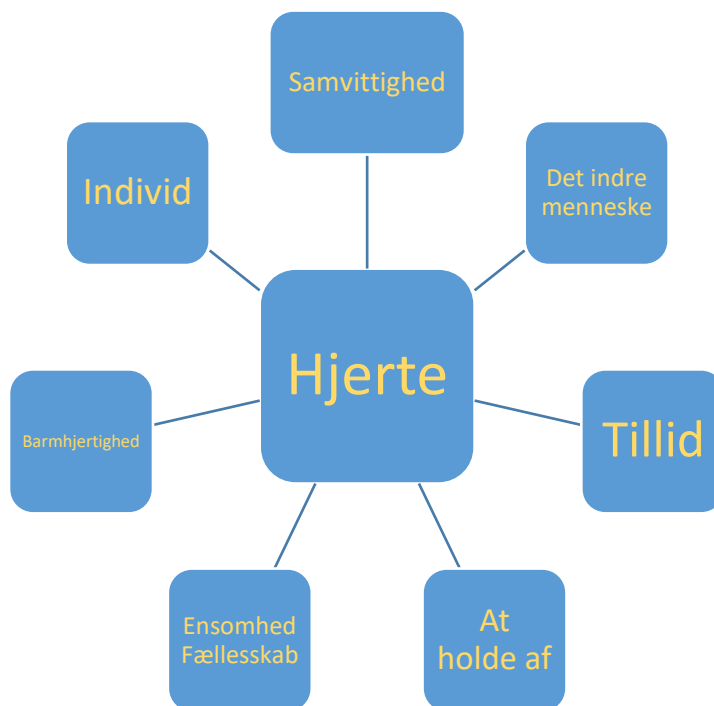 Samvittighed
Individ
Det indre
menneske
Hjerte
Barmhjertighed
Tillid
Ensomhed
Fællesskab
At
holde af